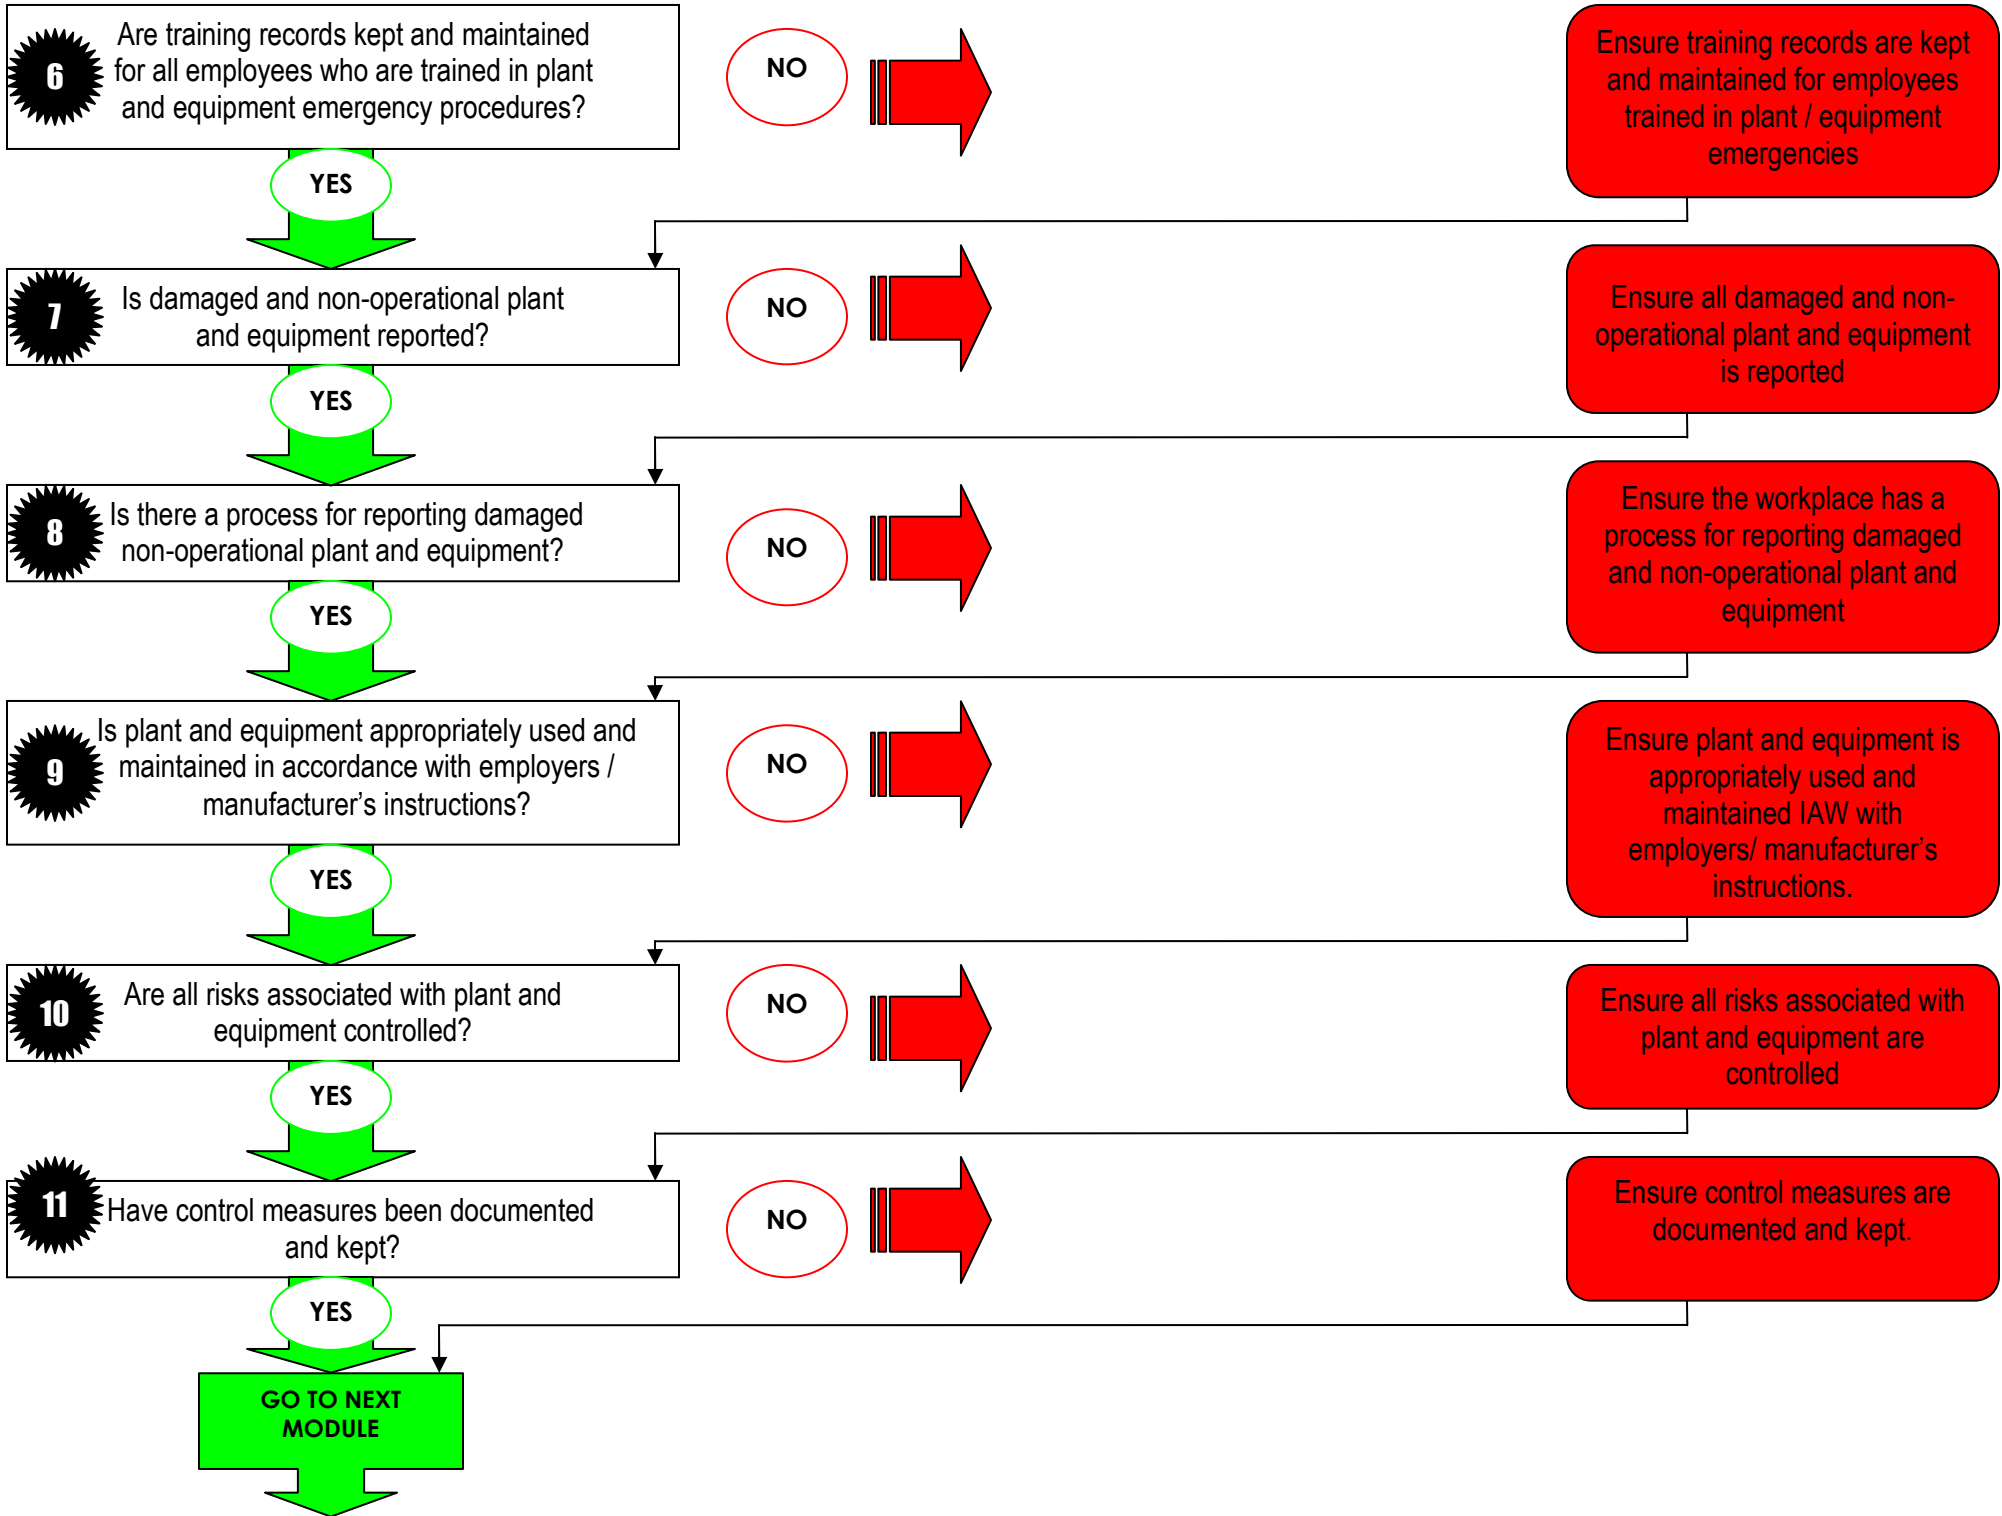 6
Are training records kept and maintained
for all employees who are trained in plant
and equipment emergency procedures?
NO
Ensure training records are kept
and maintained for employees
trained in plant / equipment
emergencies
YES
7
Is damaged and non-operational plant
and equipment reported?
NO
Ensure all damaged and non-
operational plant and equipment
is reported
YES
8
Is there a process for reporting damaged
non-operational plant and equipment?
NO
Ensure the workplace has a
process for reporting damaged
and non-operational plant and
equipment
YES
9
Is plant and equipment appropriately used and
maintained in accordance with employers /
manufacturer’s instructions?
NO
Ensure plant and equipment is
appropriately used and
maintained IAW with
employers/ manufacturer’s
instructions.
YES
10
Are all risks associated with plant and
equipment controlled?
NO
Ensure all risks associated with
plant and equipment are
controlled
YES
11
Have control measures been documented
and kept?
NO
Ensure control measures are
documented and kept.
YES
GO TO NEXT
MODULE